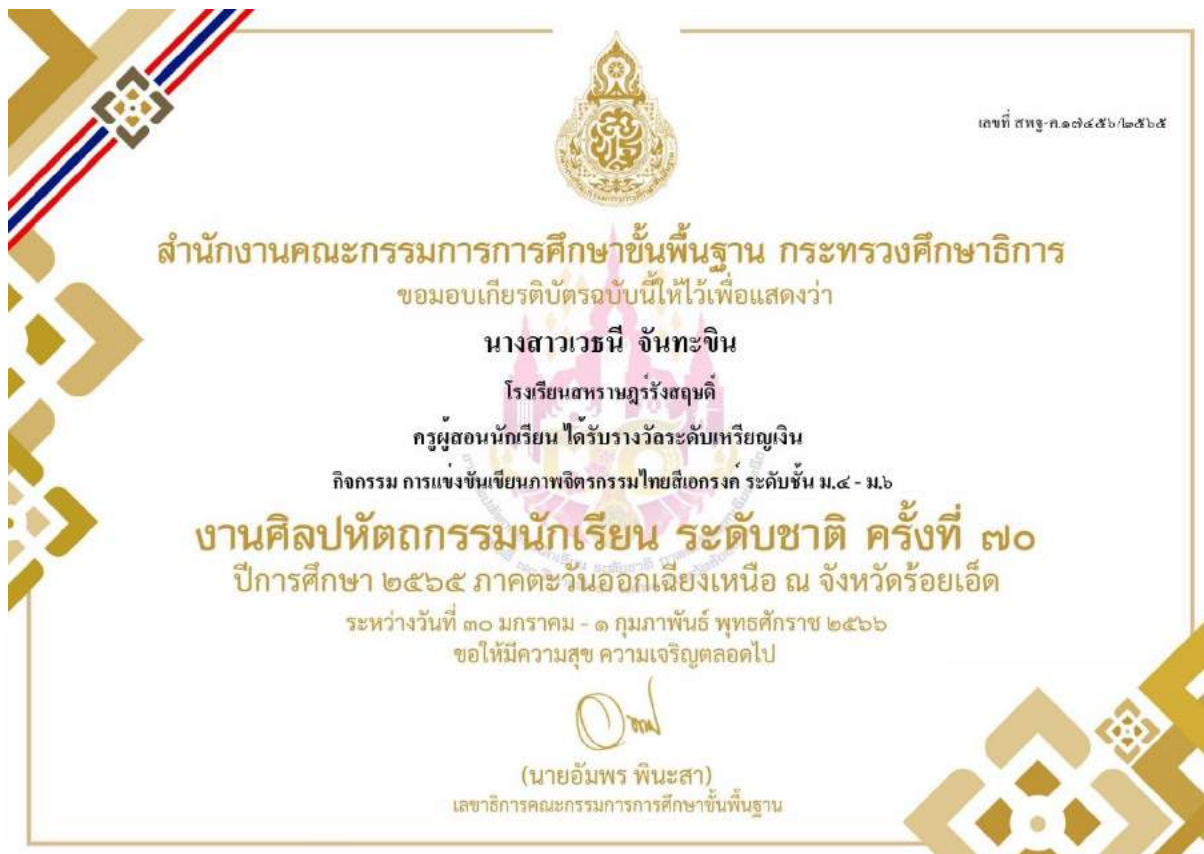 เลขที่ สพฐ-ค.๑๗๔๕๖/๒๕๖๕
สำนักงานคณะกรรมการการศึกษาขั้นพื้นฐาน กระทรวงศึกษาธิการ
ขอมอบเกียรติบัตรฉบับนี้ให้ไว้เพื่อแสดงว่า
นางสาวเวธนี จันทะขิน
โรงเรียนสหราษฎร์รังสฤษดิ์
ครูผู้สอนนักเรียน ได้รับรางวัลระดับเหรียญเงิน
กิจกรรม การแข่งขันเขียนภาพจิตรกรรมไทยสีเอกรงค์ ระดับชั้น ม.๔ - ม.๖
งานศิลปหัตถกรรมนักเรียน ระดับชาติ ครั้งที่ ๗๐
ปีการศึกษา ๒๕๖๕ ภาคตะวันออกเฉียงเหนือ ณ จังหวัดร้อยเอ็ด
ระหว่างวันที่ ๓๐ มกราคม - ๑ กุมภาพันธ์ พุทธศักราช ๒๕๖๖
ขอให้มีความสุข ความเจริญตลอดไป
(นายอัมพร พินะสา)
เลขาธิการคณะกรรมการการศึกษาขั้นพื้นฐาน